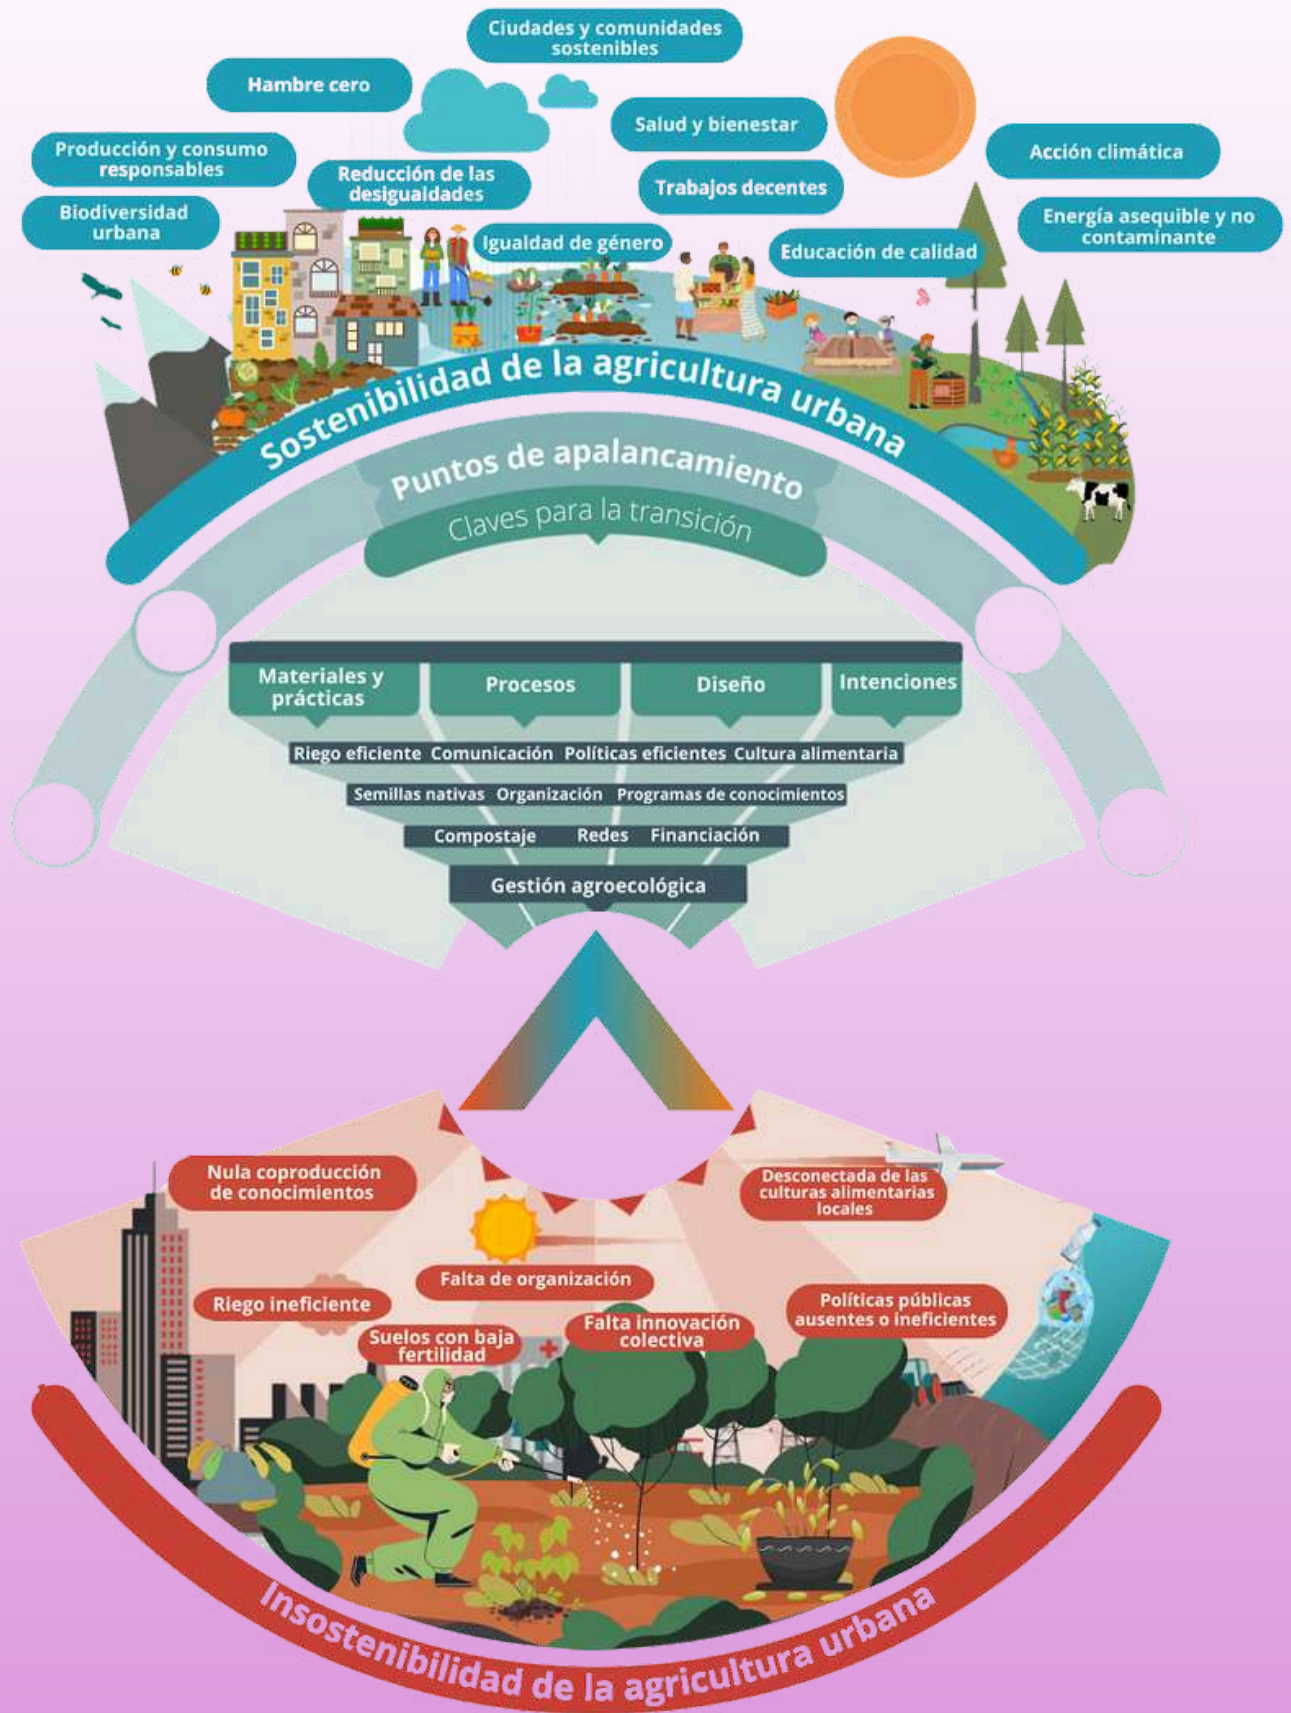 Ciudades y comunidades
sostenibles
Hambre cero
Salud y bienestar
Producción y consumo
responsables
Acción climática
Reducción de las
desigualdades
Trabajos decentes
Biodiversidad
urbana
Energía asequible y no
contaminante
Igualdad de género
Educación de calidad
Sostenibilidad de la agricultura urbana
Puntos de apalancamiento
Claves para la transición
Materiales y
prácticas
Procesos
Diseño
Intenciones
Riego eficiente Comunicación Políticas eficientes Cultura alimentaria
Semillas nativas Organización Programas de conocimientos
Compostaje Redes Financiación
Gestión agroecológica
Nula coproducción
de conocimientos
Desconectada de las
culturas alimentarias
locales
Falta de organización
Riego ineficiente
Políticas públicas
ausentes o ineficientes
Falta innovación
colectiva
Suelos con baja
fertilidad
Insostenibilidad de la agricultura urbana